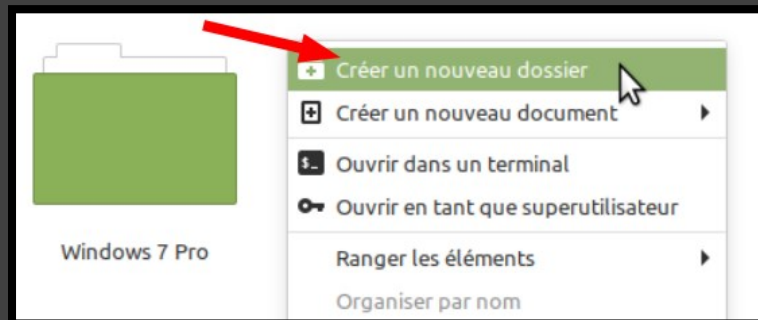 Créer un nouveau dossier
Créer un nouveau document
$_ Ouvrir dans un terminal
Ouvrir en tant que superutilisateur
Windows 7 Pro
Ranger les éléments
Organiser par nom